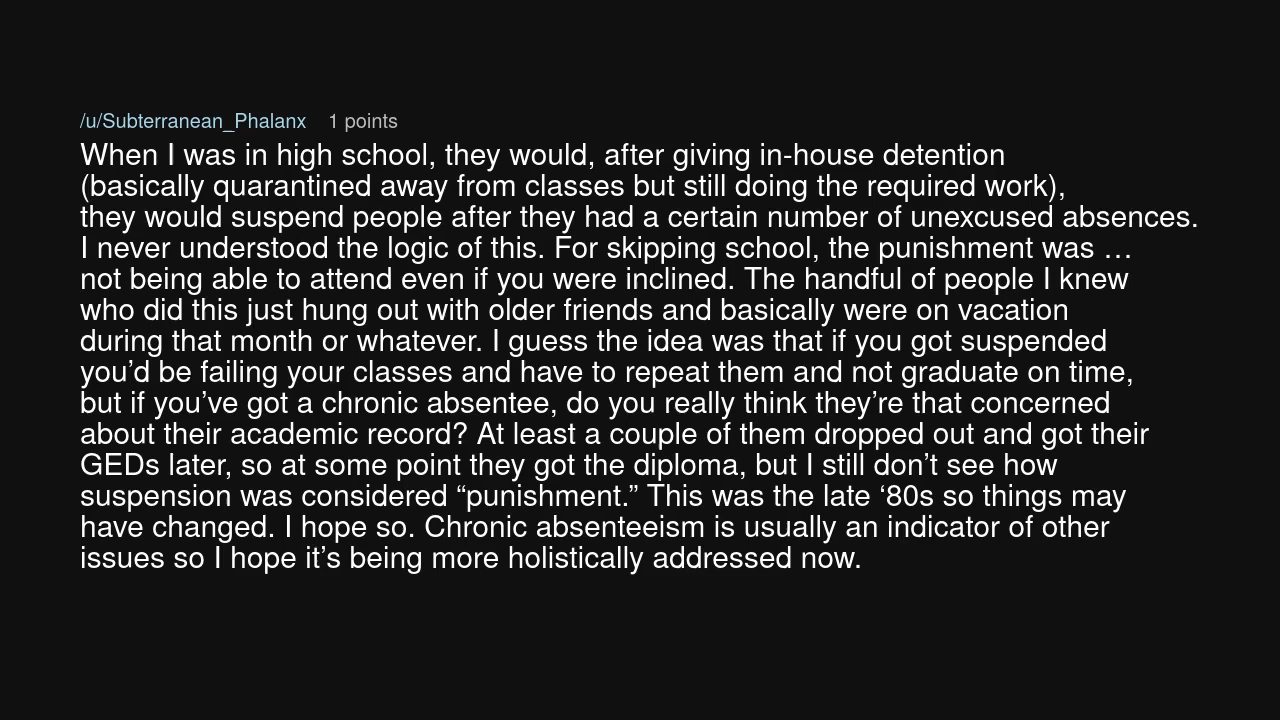 /u/Subterranean_Phalanx 1 points
When I was in high school, they would, after giving in-house detention
(basically quarantined away from classes but still doing the required work),
they would suspend people after they had a certain number of unexcused absences.
I never understood the logic of this. For skipping school, the punishment was …
not being able to attend even if you were inclined. The handful of people I knew
who did this just hung out with older friends and basically were on vacation
during that month or whatever. I guess the idea was that if you got suspended
you’d be failing your classes and have to repeat them and not graduate on time,
but if you’ve got a chronic absentee, do you really think they’re that concerned
about their academic record? At least a couple of them dropped out and got their
GEDs later, so at some point they got the diploma, but I still don’t see how
suspension was considered “punishment.” This was the late ‘80s so things may
have changed. I hope so. Chronic absenteeism is usually an indicator of other
issues so I hope it’s being more holistically addressed now.